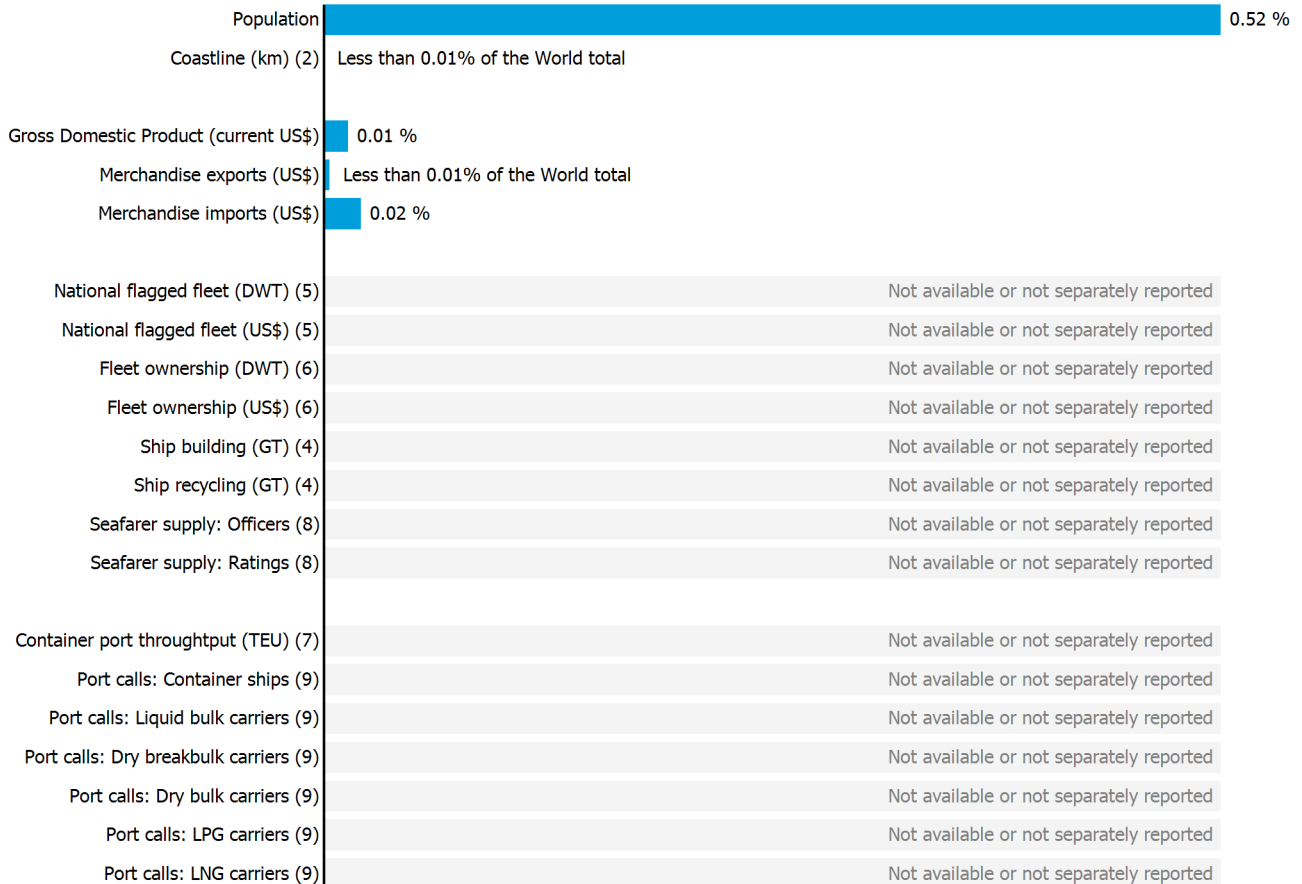 Population 0.52 %
Coastline (km) (2) Less than 0.01% of the World total
Gross Domestic Product (current US$) 0.01 %
Merchandise exports (US$) Less than 0.01% of the World total
Merchandise imports (US$) 0.02 %
National flagged fleet (DWT) (5) Not available or not separately reported
National flagged fleet (US$) (5) Not available or not separately reported
Fleet ownership (DWT) (6) Not available or not separately reported
Fleet ownership (US$) (6) Not available or not separately reported
Ship building (GT) (4) Not available or not separately reported
Ship recycling (GT) (4) Not available or not separately reported
Seafarer supply: Officers (8) Not available or not separately reported
Seafarer supply: Ratings (8) Not available or not separately reported
Container port throughtput (TEU) (7) Not available or not separately reported
Port calls: Container ships (9) Not available or not separately reported
Port calls: Liquid bulk carriers (9) Not available or not separately reported
Port calls: Dry breakbulk carriers (9) Not available or not separately reported
Port calls: Dry bulk carriers (9) Not available or not separately reported
Port calls: LPG carriers (9) Not available or not separately reported
Port calls: LNG carriers (9) Not available or not separately reported